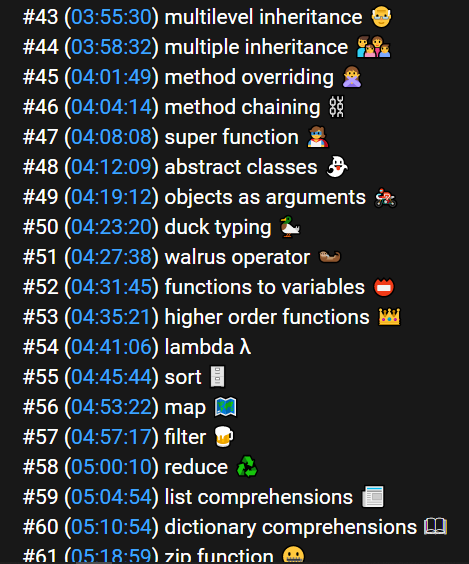 #43 (03:55:30) multilevel inheritance 👴
#44 (03:58:32) multiple inheritance 👨‍👩‍👧‍👦
#45 (04:01:49) method overriding 🙅‍♂️
#46 (04:04:14) method chaining ⛓️
#47 (04:08:08) super function 🦸‍♂️
#48 (04:12:09) abstract classes 👻
#49 (04:19:12) objects as arguments 🏍️
#50 (04:23:20) duck typing 🦆
#51 (04:27:38) walrus operator 🦦
#52 (04:31:45) functions to variables 📛
#53 (04:35:21) higher order functions 👑
#54 (04:41:06) lambda λ
#55 (04:45:44) sort 🗄️
#56 (04:53:22) map 🗺️
#57 (04:57:17) filter 🍺
#58 (05:00:10) reduce ♻️
#59 (05:04:54) list comprehensions 📰
#60 (05:10:54) dictionary comprehensions 📖
#61 (05:18:59) zip function 🤐